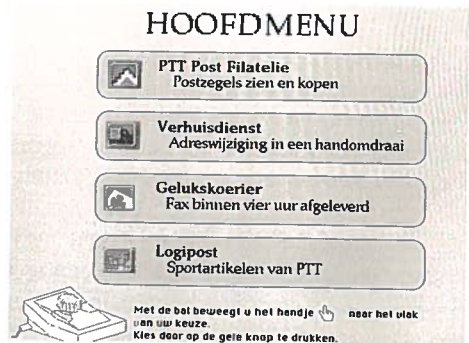 HOOFDMENU
PTT Post Filatelie
Postzegels zien en kopen
Verhuisdienst
Adreswijziging in een handomdraai
Gelukskoerier
Fax binnen vier uur afgeleverd
Logipost
Sportartikelen van PTT
Met de bal beweegt u het handje naar het vlak
van uw keuze.
Kies door op de gele knop te drukken.